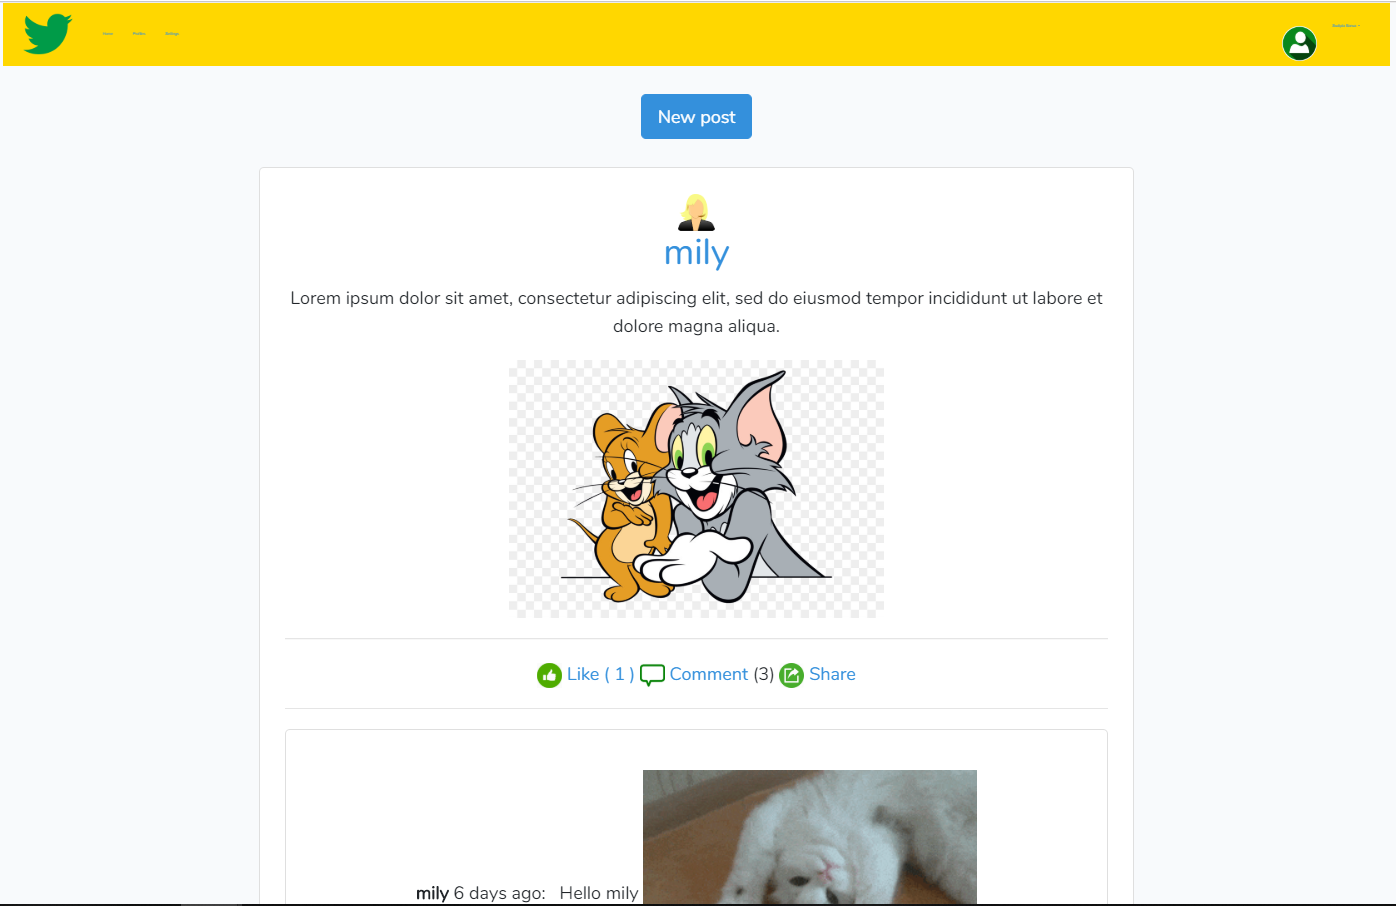 Home Profiles Settings
New post
mily
Lorem ipsum dolor sit amet, consectetur adipiscing elit, sed do eiusmod tempor incididunt ut labore et
dolore magna aliqua.
Like ( 1 ) Comment (3) Share
mily 6 days ago: Hello mily